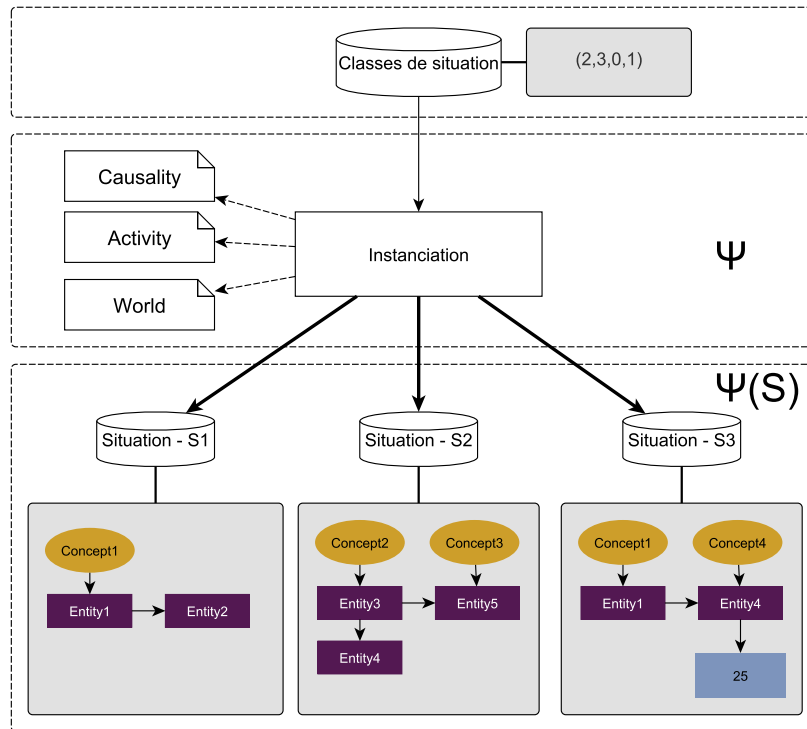 Classes de situation
(2,3,0,1)
Causality
Activity
World
Instanciation
Ψ
Ψ(S)
Situation - S1
Situation - S2
Situation - S3
Concept1
Entity1
Entity2
Concept2
Concept3
Entity3
Entity5
Entity4
Concept1
Concept4
Entity1
Entity4
25